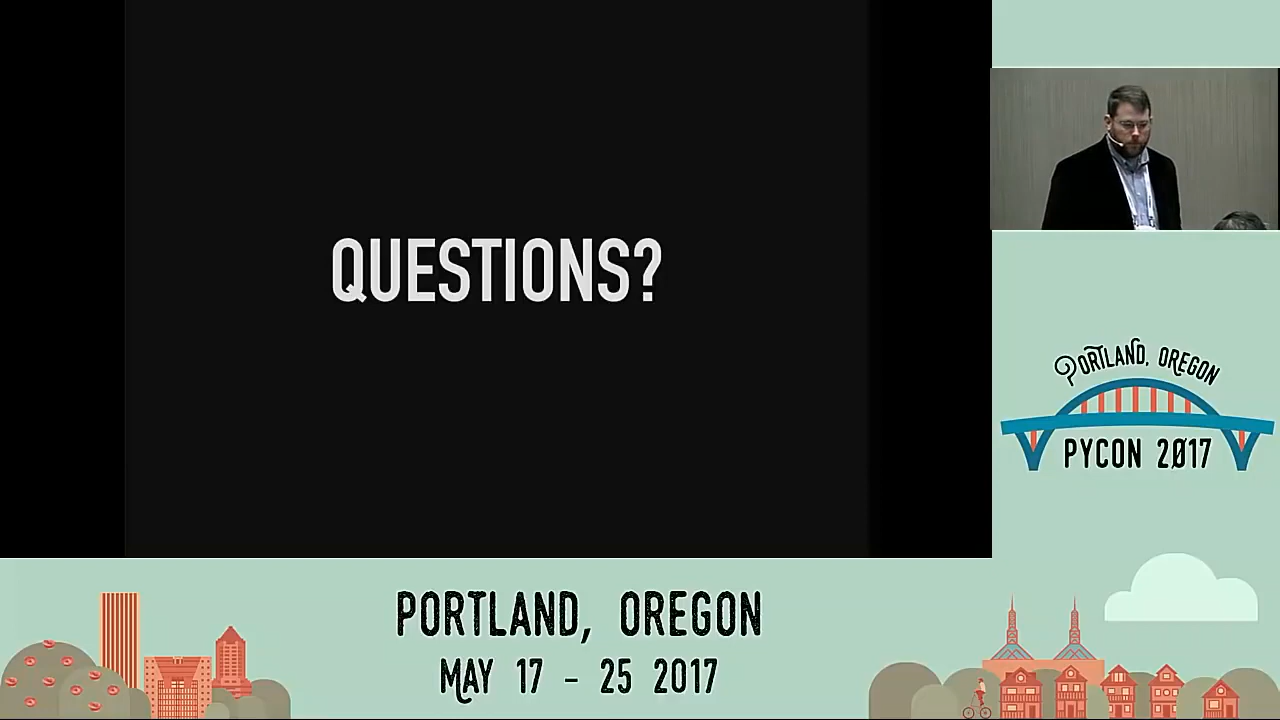 QUESTIONS?
PORTLAND, OREGON
PYCON 2017
PORTLAND, OREGON
MAY 17 - 25 2017